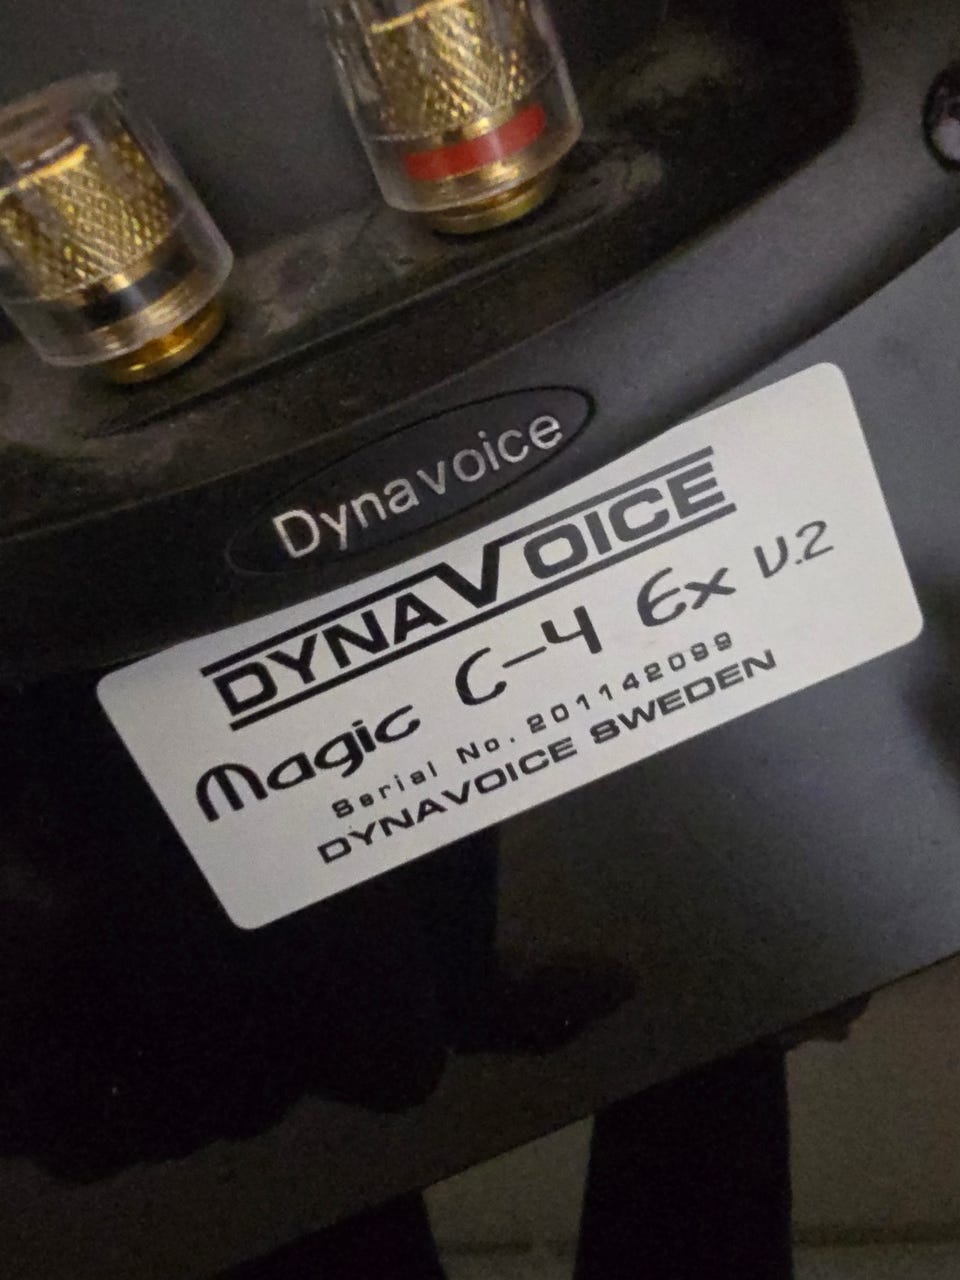 Dynavoice
DYNAVOICE
Magic C-4 Ex V.2
Serial No. 201142099
DYNAVOICE SWEDEN